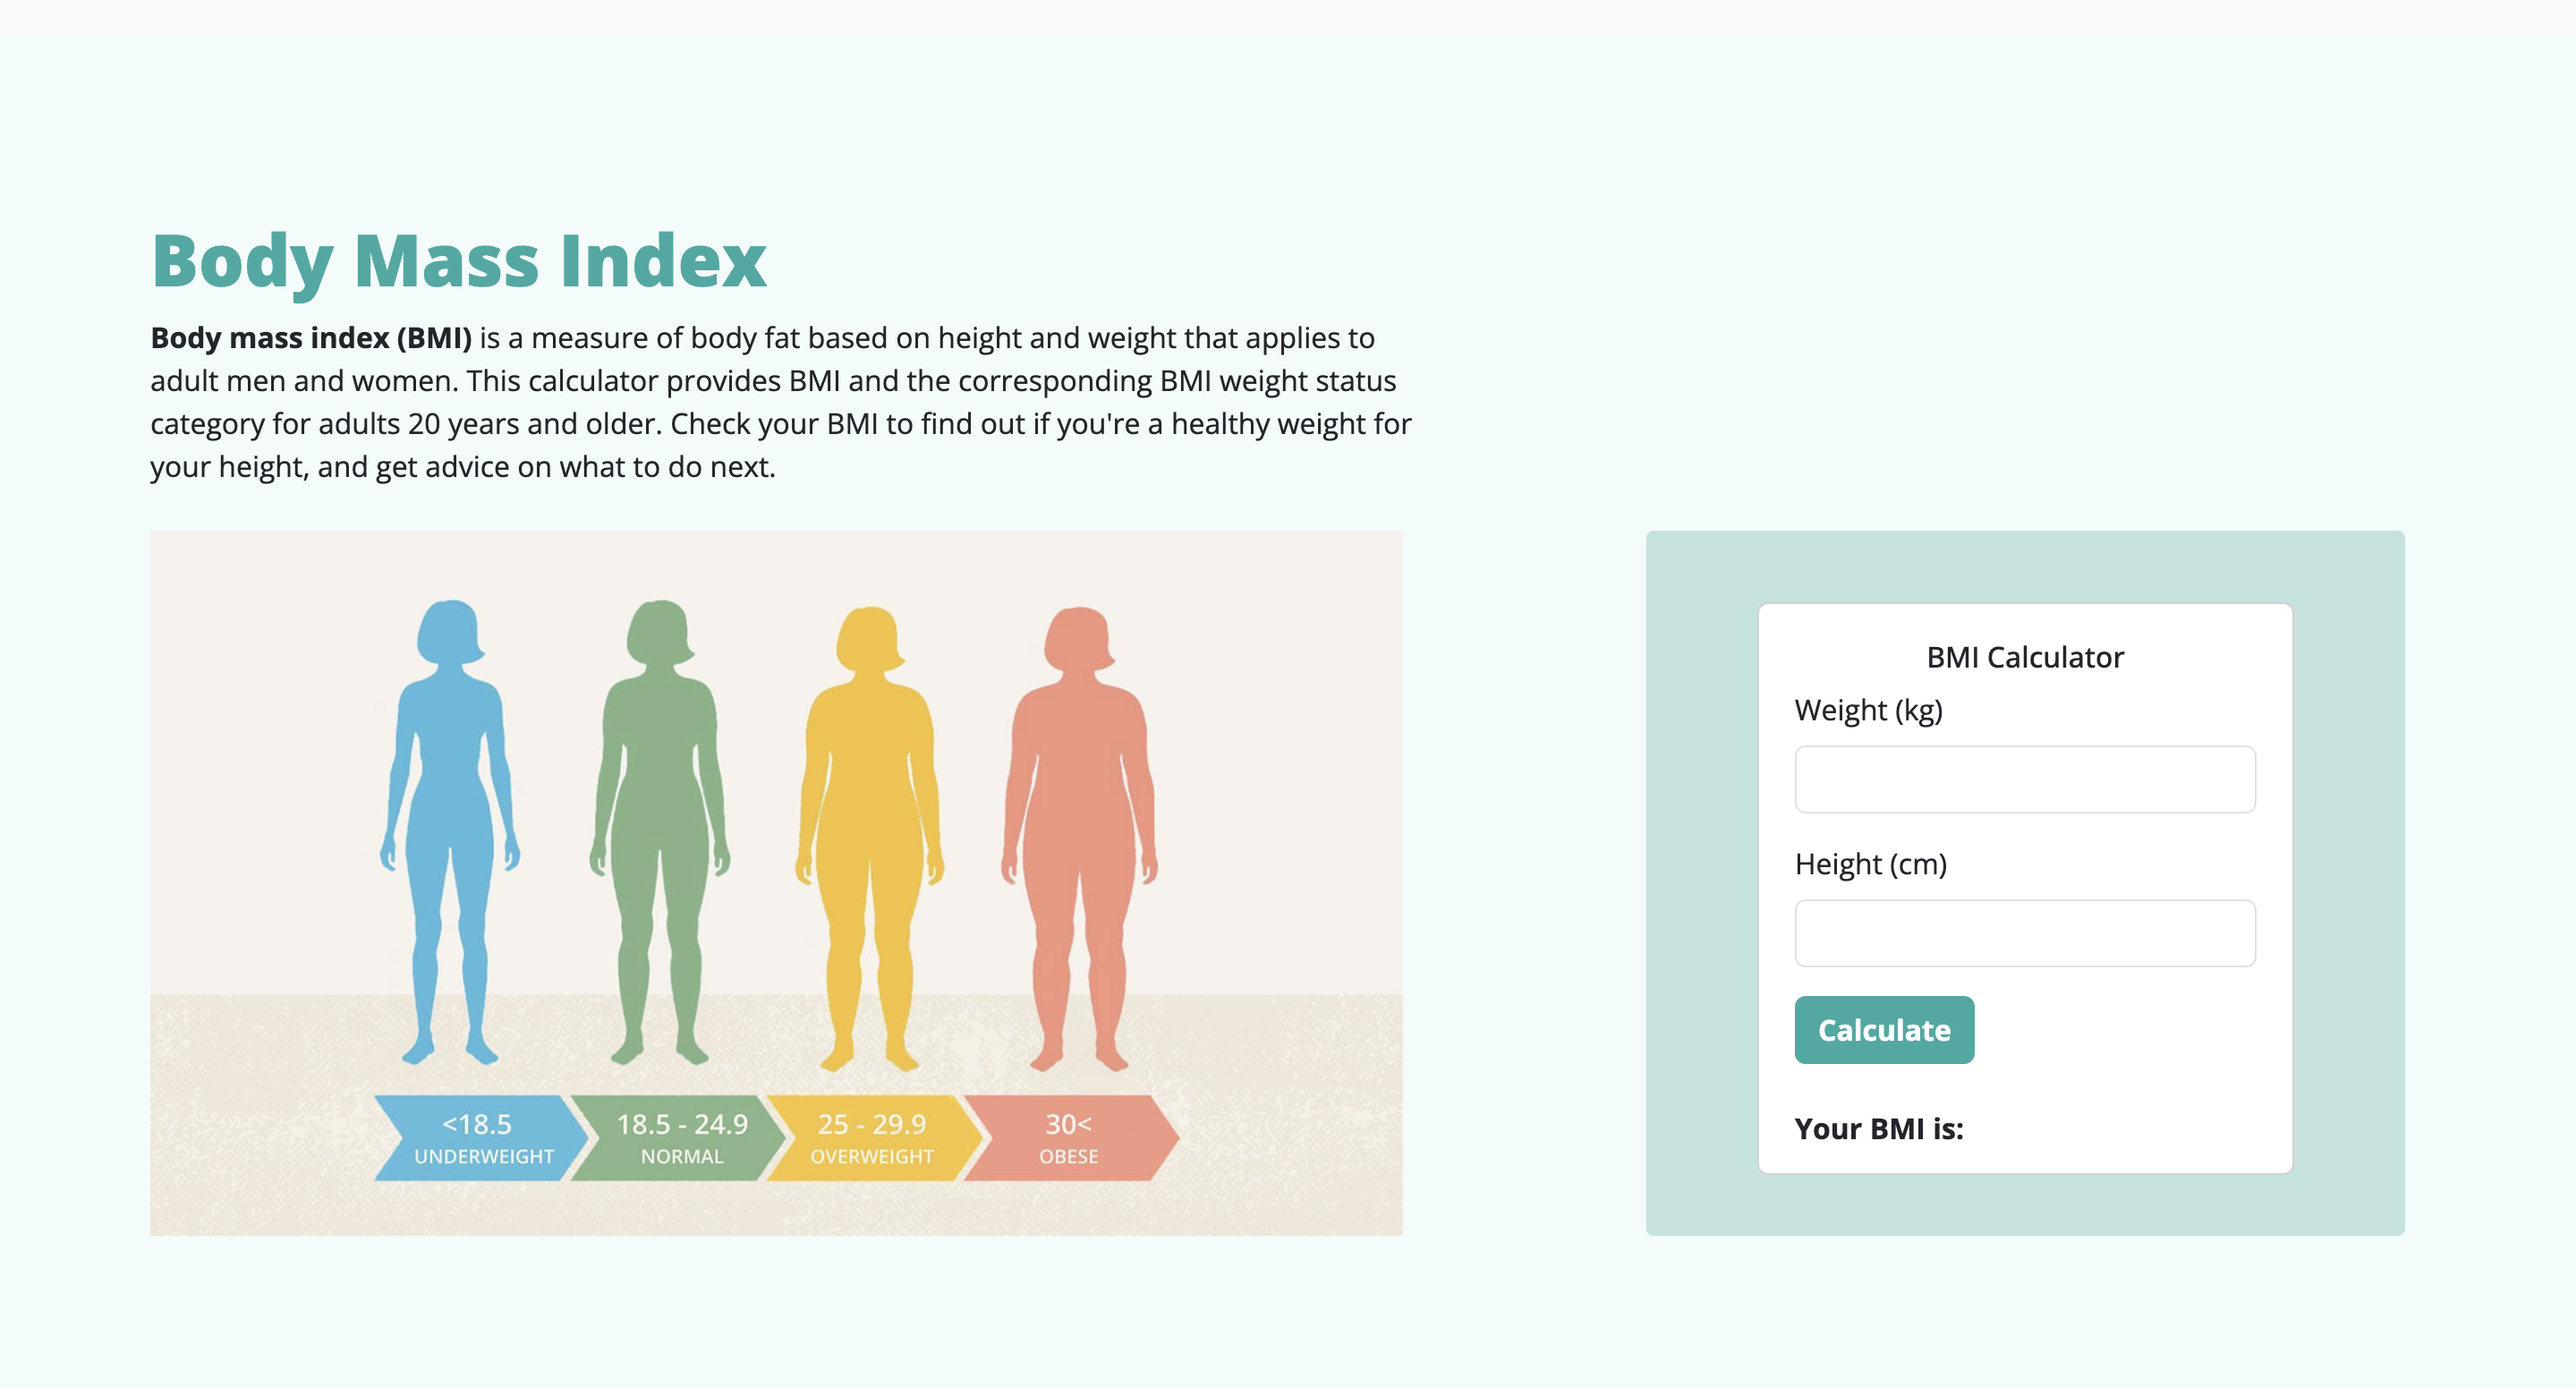 Body Mass Index
Body mass index (BMI) is a measure of body fat based on height and weight that applies to
adult men and women. This calculator provides BMI and the corresponding BMI weight status
category for adults 20 years and older. Check your BMI to find out if you're a healthy weight for
your height, and get advice on what to do next.
<18.5
UNDERWEIGHT
18.5 - 24.9
NORMAL
25 - 29.9
OVERWEIGHT
30<
OBESE
BMI Calculator
Weight (kg)
Height (cm)
Calculate
Your BMI is: